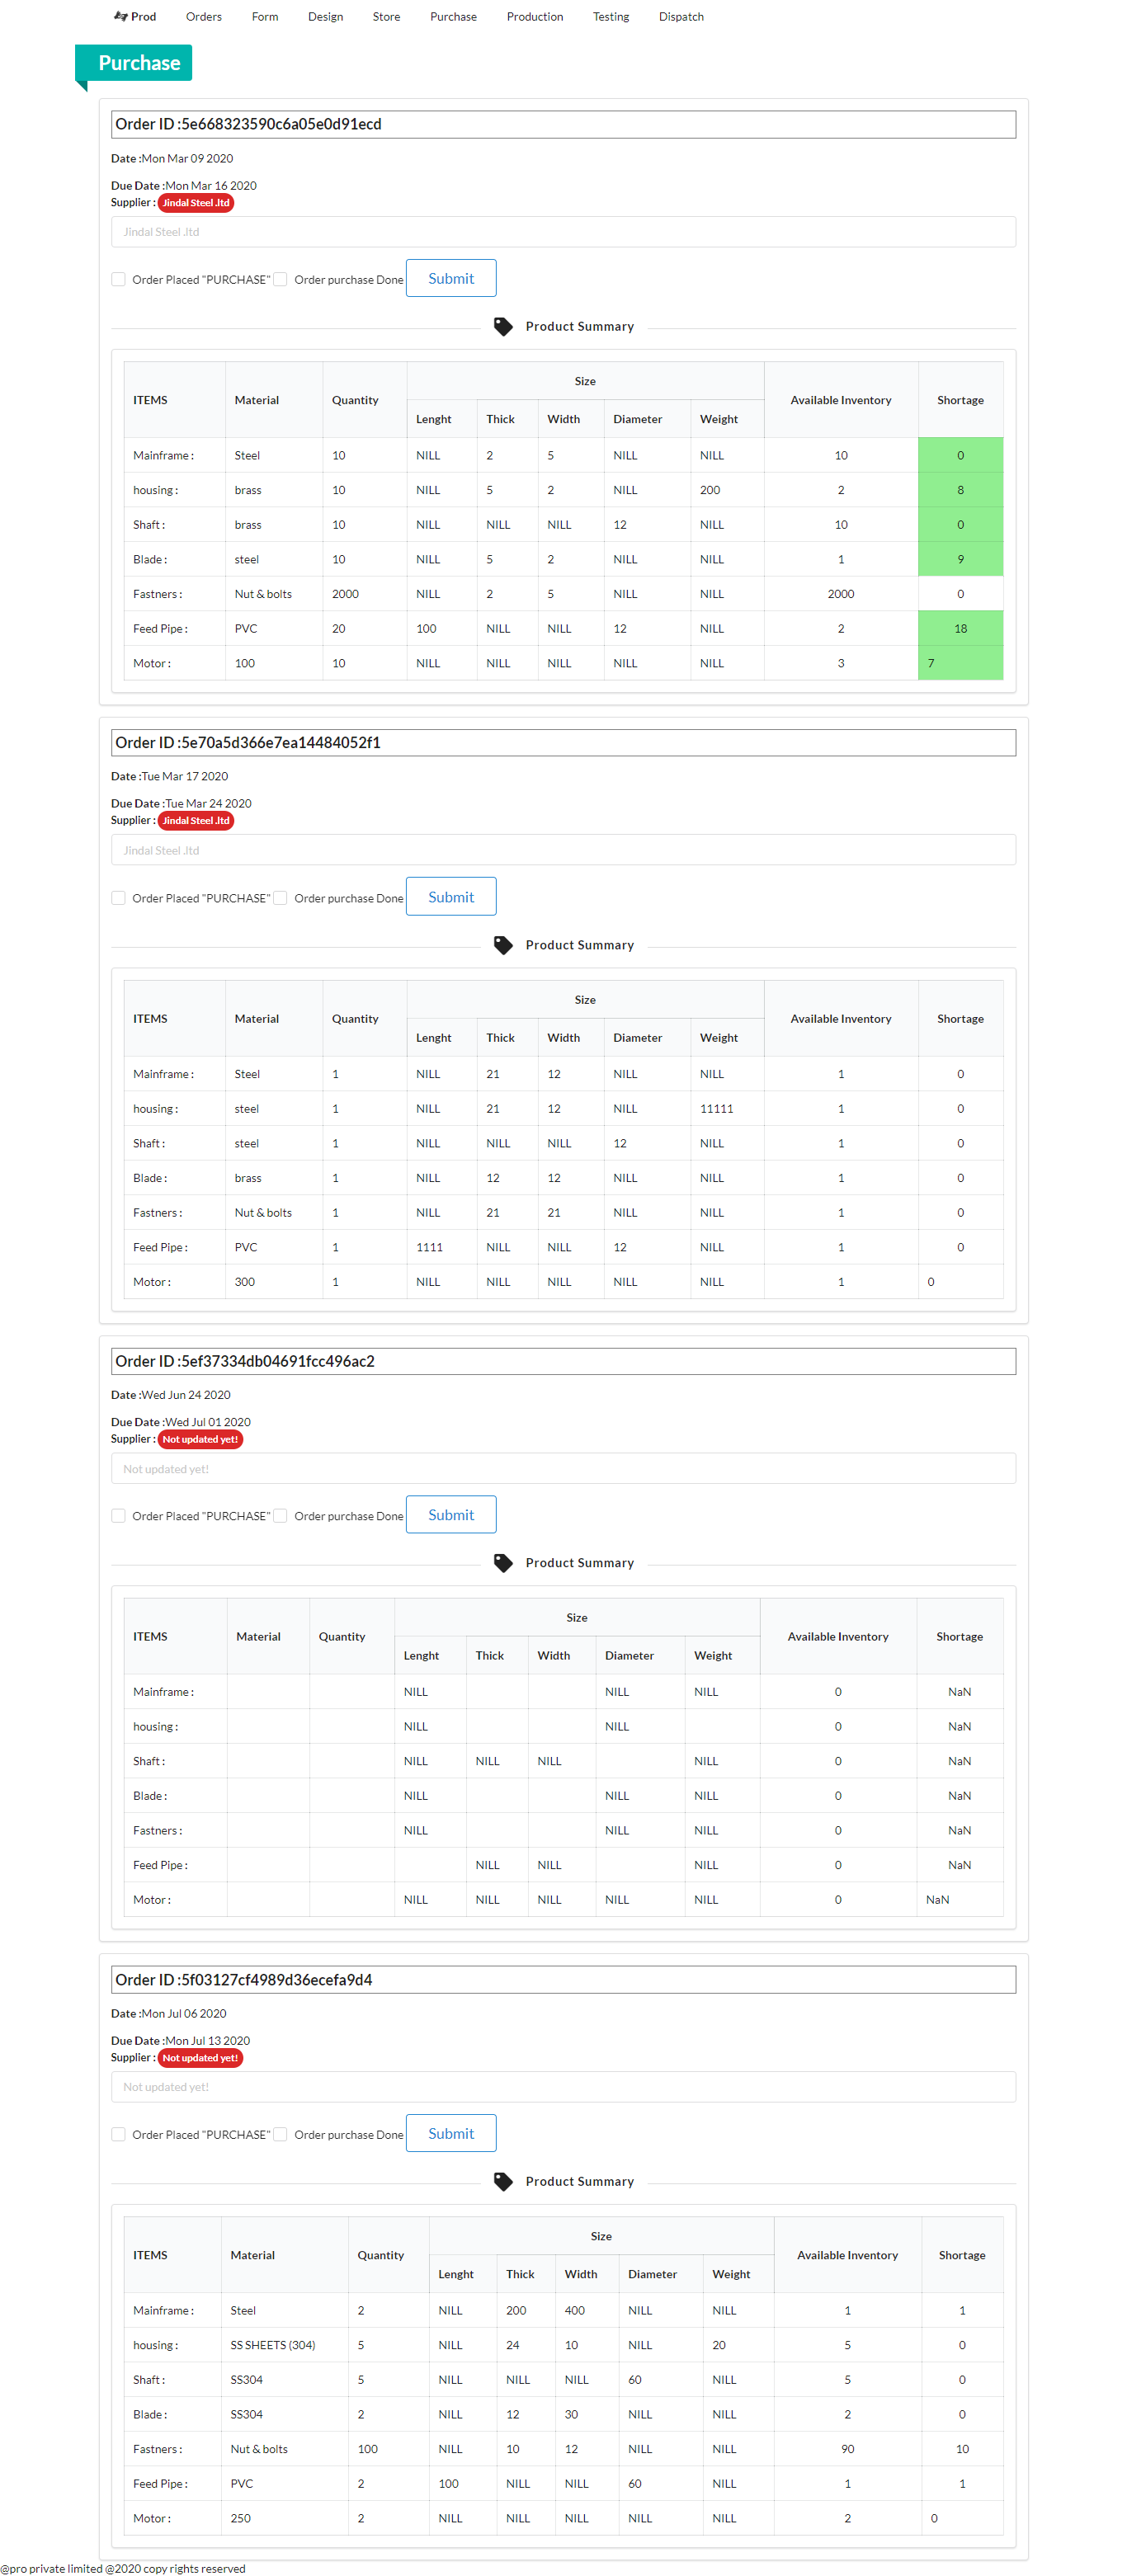 Prod Orders Form Design Store Purchase Production Testing Dispatch
Purchase
Order ID :5e668323590c6a05e0d91ecd
Date :Mon Mar 09 2020
Due Date :Mon Mar 16 2020
Supplier : Jindal Steel .ltd
Jindal Steel .ltd
Order Placed "PURCHASE" Order purchase Done Submit
Product Summary
ITEMS Material Quantity Size Available Inventory Shortage
Lenght Thick Width Diameter Weight
Mainframe : Steel 10 NILL 2 5 NILL NILL 10 0
housing : brass 10 NILL 5 2 NILL 200 2 8
Shaft : brass 10 NILL NILL NILL 12 NILL 10 0
Blade : steel 10 NILL 5 2 NILL NILL 1 9
Fastners : Nut & bolts 2000 NILL 2 5 NILL NILL 2000 0
Feed Pipe : PVC 20 100 NILL NILL 12 NILL 2 18
Motor : 100 10 NILL NILL NILL NILL NILL 3 7
Order ID :5e70a5d366e7ea14484052f1
Date :Tue Mar 17 2020
Due Date :Tue Mar 24 2020
Supplier : Jindal Steel .ltd
Jindal Steel .ltd
Order Placed "PURCHASE" Order purchase Done Submit
Product Summary
ITEMS Material Quantity Size Available Inventory Shortage
Lenght Thick Width Diameter Weight
Mainframe : Steel 1 NILL 21 12 NILL NILL 1 0
housing : steel 1 NILL 21 12 NILL 11111 1 0
Shaft : steel 1 NILL NILL NILL 12 NILL 1 0
Blade : brass 1 NILL 12 12 NILL NILL 1 0
Fastners : Nut & bolts 1 NILL 21 21 NILL NILL 1 0
Feed Pipe : PVC 1 1111 NILL NILL 12 NILL 1 0
Motor : 300 1 NILL NILL NILL NILL NILL 1 0
Order ID :5ef37334db04691fcc496ac2
Date :Wed Jun 24 2020
Due Date :Wed Jul 01 2020
Supplier : Not updated yet!
Not updated yet!
Order Placed "PURCHASE" Order purchase Done Submit
Product Summary
ITEMS Material Quantity Size Available Inventory Shortage
Lenght Thick Width Diameter Weight
Mainframe : NILL NILL NILL 0 NaN
housing : NILL NILL 0 NaN
Shaft : NILL NILL NILL NILL 0 NaN
Blade : NILL NILL NILL 0 NaN
Fastners : NILL NILL NILL 0 NaN
Feed Pipe : NILL NILL NILL 0 NaN
Motor : NILL NILL NILL NILL NILL 0 NaN
Order ID :5f03127cf4989d36ecefa9d4
Date :Mon Jul 06 2020
Due Date :Mon Jul 13 2020
Supplier : Not updated yet!
Not updated yet!
Order Placed "PURCHASE" Order purchase Done Submit
Product Summary
ITEMS Material Quantity Size Available Inventory Shortage
Lenght Thick Width Diameter Weight
Mainframe : Steel 2 NILL 200 400 NILL NILL 1 1
housing : SS SHEETS (304) 5 NILL 24 10 NILL 20 5 0
Shaft : SS304 5 NILL NILL NILL 60 NILL 5 0
Blade : SS304 2 NILL 12 30 NILL NILL 2 0
Fastners : Nut & bolts 100 NILL 10 12 NILL NILL 90 10
Feed Pipe : PVC 2 100 NILL NILL 60 NILL 1 1
Motor : 250 2 NILL NILL NILL NILL NILL 2 0
@pro private limited @2020 copy rights reserved